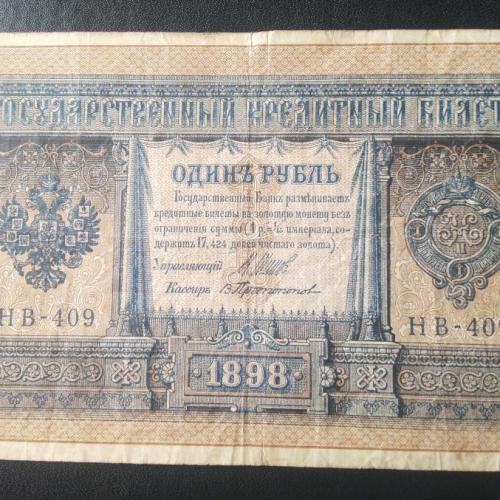 ГОСУДАРСТВЕННЫЙ КРЕДИТНЫЙ БИЛЕТ
ОДИНЪ РУБЛЬ
Государственный Банкъ размѣниваетъ
кредитные билеты на золотую монету безъ
ограниченія суммы (1 р.= 1/15 имперіала, со-
держитъ 17,424 долей чистаго золота).
Управляющій
Кассиръ
НВ-409
НВ-409
1898